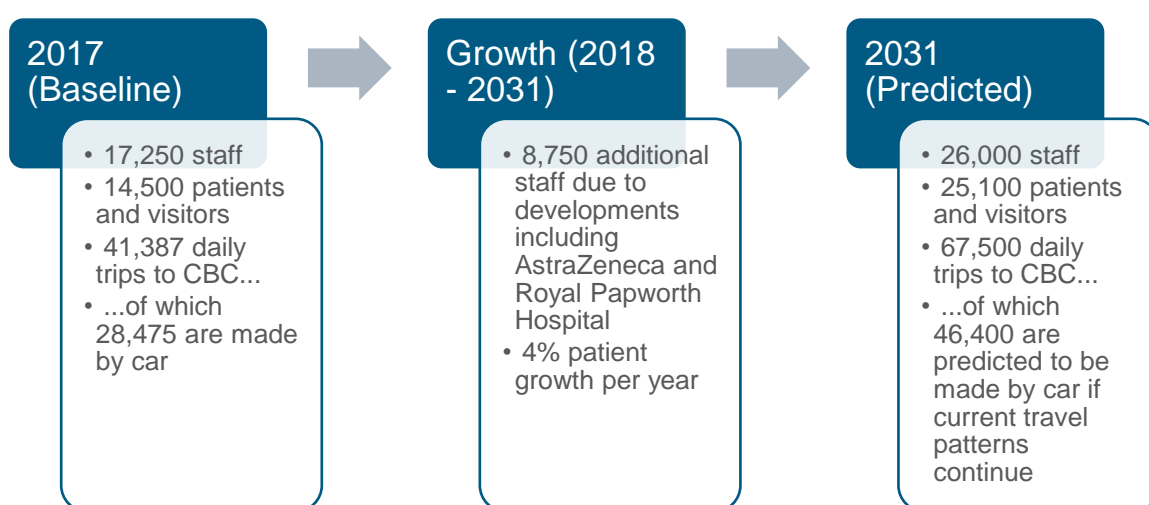 2017
(Baseline)
• 17,250 staff
• 14,500 patients
and visitors
• 41,387 daily
trips to CBC...
• ...of which
28,475 are made
by car
Growth (2018
- 2031)
• 8,750 additional
staff due to
developments
including
AstraZeneca and
Royal Papworth
Hospital
• 4% patient
growth per year
2031
(Predicted)
• 26,000 staff
• 25,100 patients
and visitors
• 67,500 daily
trips to CBC...
• ...of which
46,400 are
predicted to be
made by car if
current travel
patterns
continue